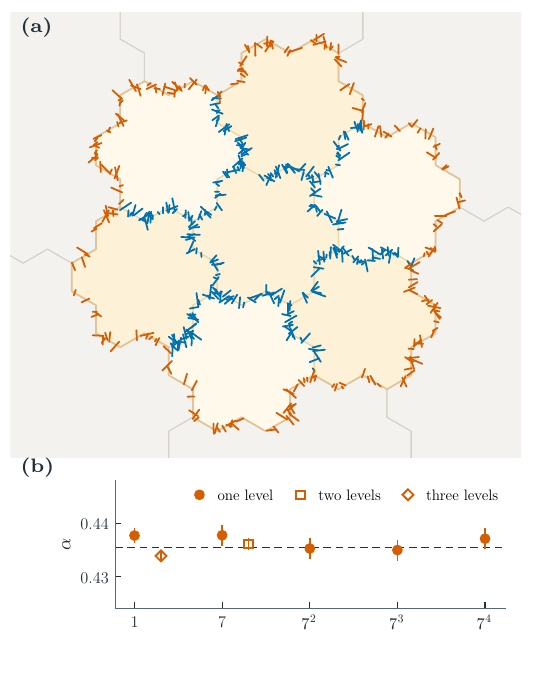 (a)
(b)
one level two levels three levels
0.44
α
0.43
1 7 7² 7³ 7⁴